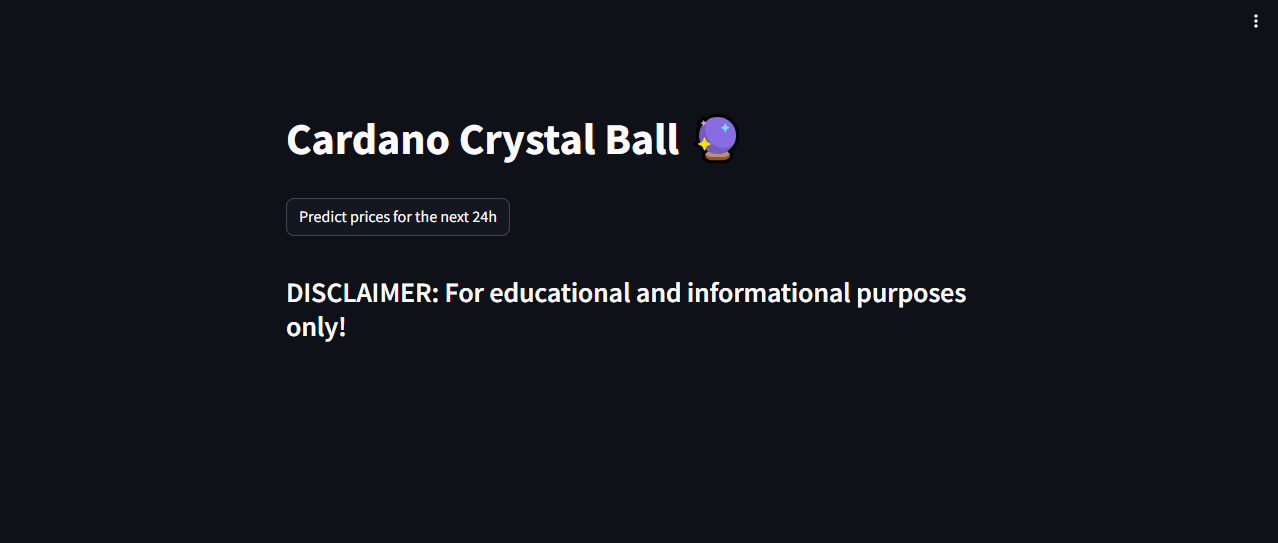 Cardano Crystal Ball 🔮
Predict prices for the next 24h
DISCLAIMER: For educational and informational purposes
only!